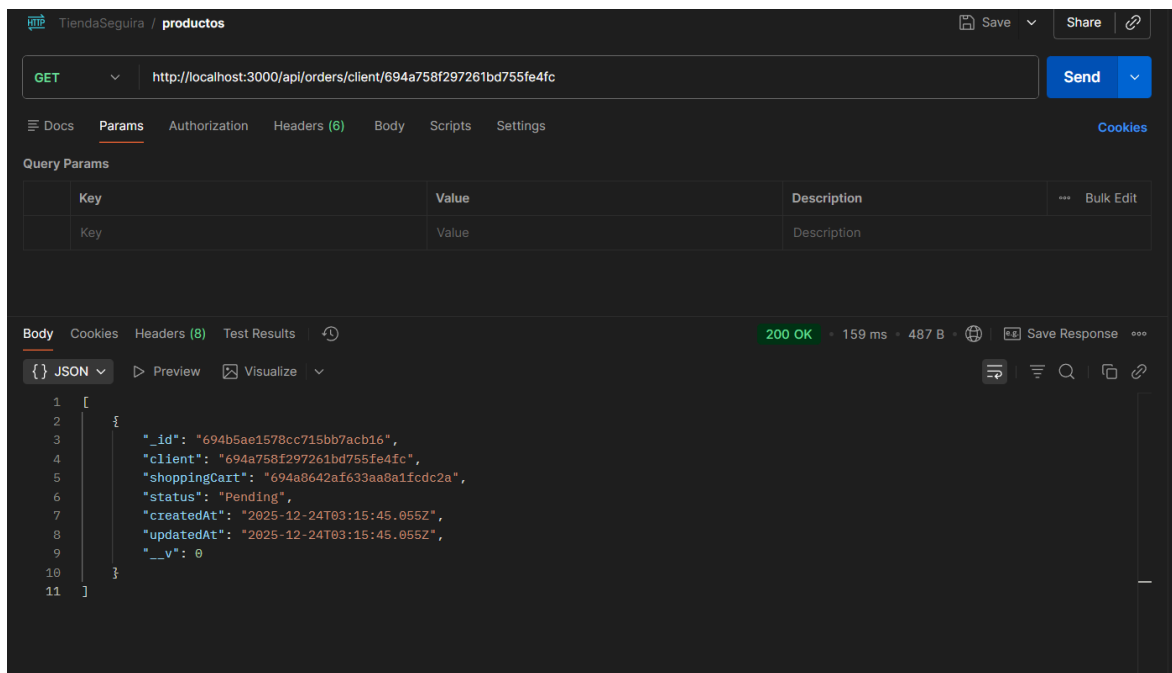 HTTP TiendaSeguira / productos Save Share
GET http://localhost:3000/api/orders/client/694a758f297261bd755fe4fc Send
Docs Params Authorization Headers (6) Body Scripts Settings Cookies
Query Params
Key Value Description Bulk Edit
Key Value Description
Body Cookies Headers (8) Test Results 200 OK • 159 ms • 487 B • e.g. Save Response
{} JSON Preview Visualize
1 [
2 {
3 "_id": "694b5ae1578cc715bb7acb16",
4 "client": "694a758f297261bd755fe4fc",
5 "shoppingCart": "694a8642af633aa8a1fcdc2a",
6 "status": "Pending",
7 "createdAt": "2025-12-24T03:15:45.055Z",
8 "updatedAt": "2025-12-24T03:15:45.055Z",
9 "__v": 0
10 }
11 ]